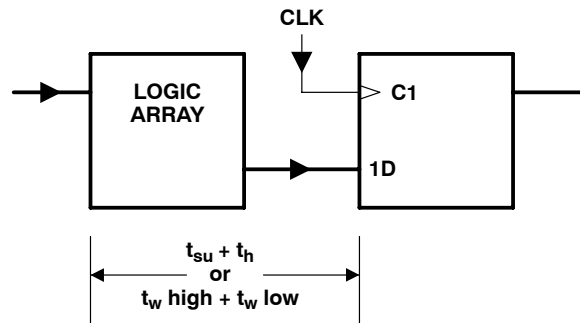 CLK
LOGIC
ARRAY
C1
1D
tsu + th
or
tw high + tw low